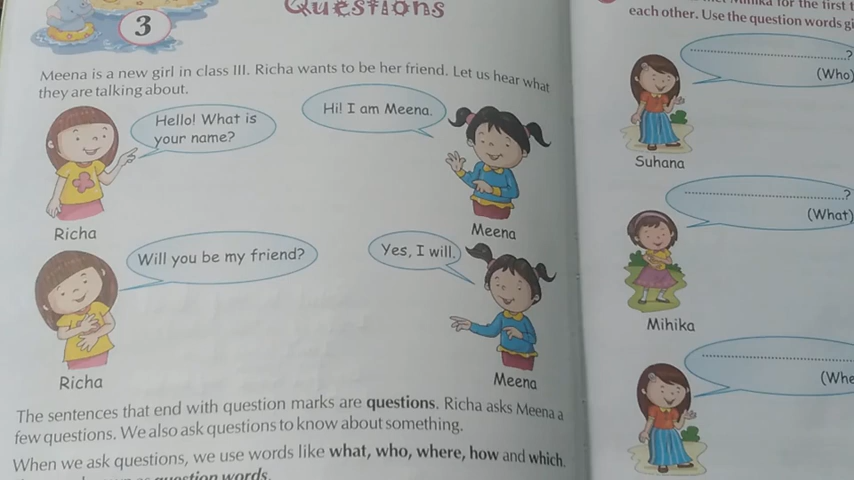 3
Questions
Meena is a new girl in class III. Richa wants to be her friend. Let us hear what
they are talking about.
Hello! What is
your name?
Hi! I am Meena.
Richa
Meena
Will you be my friend?
Yes, I will.
Richa
Meena
The sentences that end with question marks are questions. Richa asks Meena a
few questions. We also ask questions to know about something.
When we ask questions, we use words like what, who, where, how and which.
question words.
Mihika for the first
each other. Use the question words
..............................?
(Who)
Suhana
..............................?
(What)
Mihika
..............................
(Whe